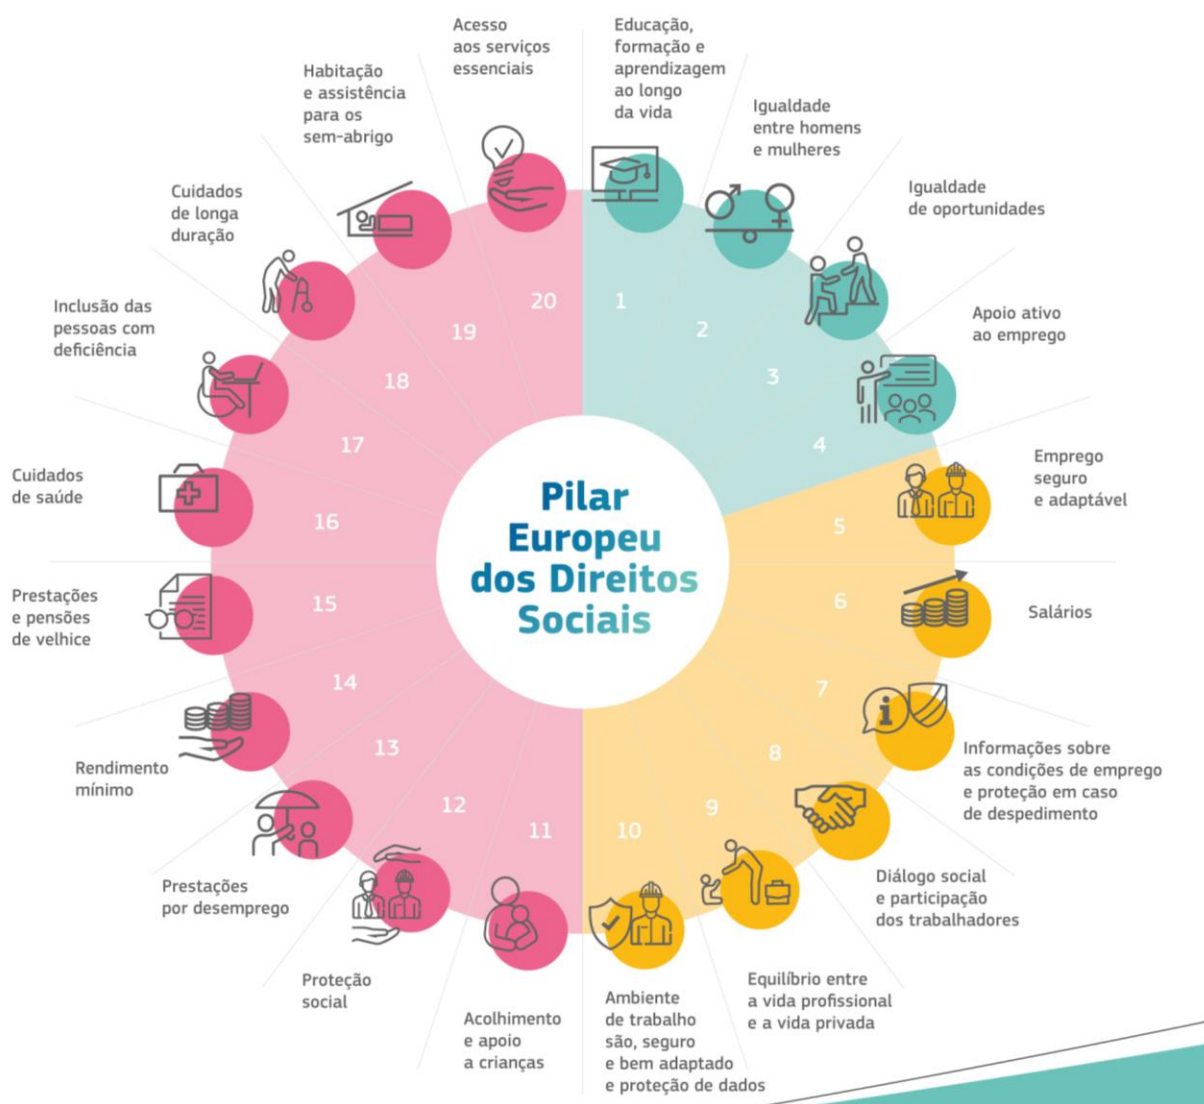 Pilar
Europeu
dos Direitos
Sociais
1
Educação,
formação e
aprendizagem
ao longo
da vida
2
Igualdade
entre homens
e mulheres
3
Igualdade
de oportunidades
4
Apoio ativo
ao emprego
5
Emprego
seguro
e adaptável
6
Salários
7
Informações sobre
as condições de emprego
e proteção em caso
de despedimento
8
Diálogo social
e participação
dos trabalhadores
9
Equilíbrio entre
a vida profissional
e a vida privada
10
Ambiente
de trabalho
são, seguro
e bem adaptado
e proteção de dados
11
Acolhimento
e apoio
a crianças
12
Proteção
social
13
Prestações
por desemprego
14
Rendimento
mínimo
15
Prestações
e pensões
de velhice
16
Cuidados
de saúde
17
Inclusão das
pessoas com
deficiência
18
Cuidados
de longa
duração
19
Habitação
e assistência
para os
sem-abrigo
20
Acesso
aos serviços
essenciais